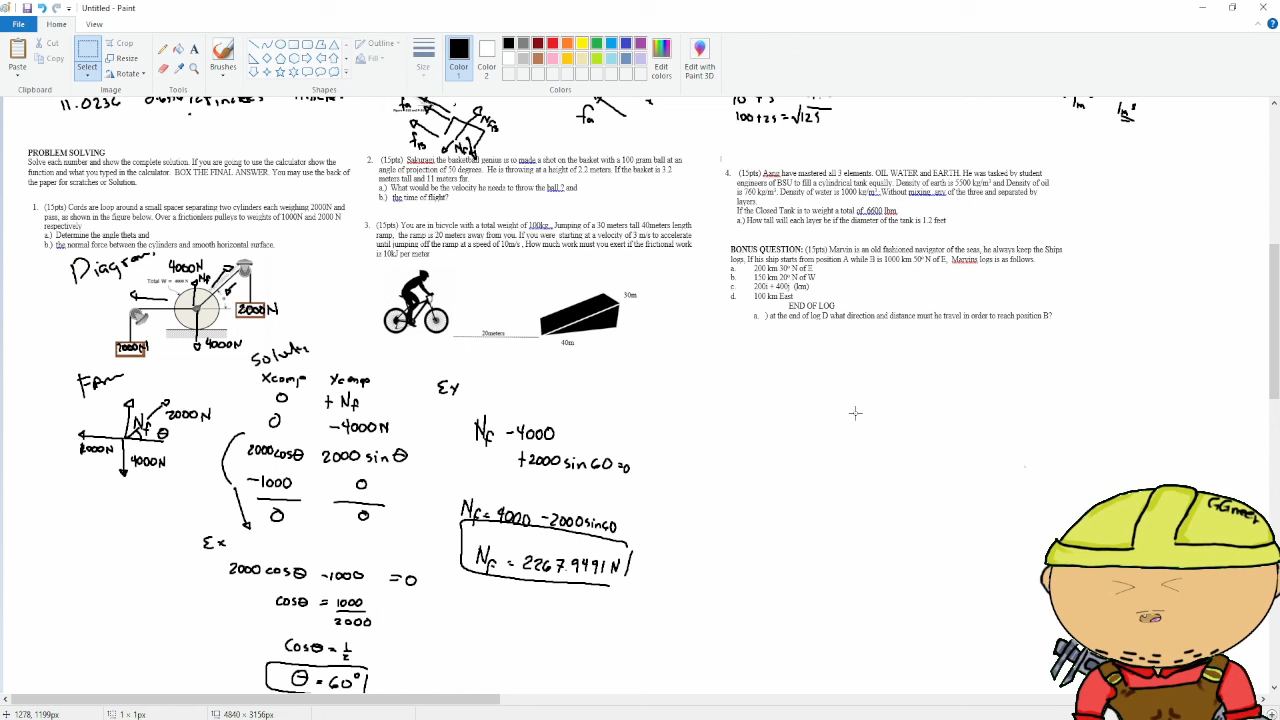 Untitled - Paint
File
Home
View
Paste
Cut
Copy
Clipboard
Select
Crop
Resize
Rotate
Image
Tools
Brushes
Shapes
Outline
Fill
Size
Color 1
Color 2
Colors
Edit colors
Edit with Paint 3D
11.0236
fa
fB
NfB
fa
10 + 5
100+25 = √125
1m
PROBLEM SOLVING
Solve each number and show the complete solution. If you are going to use the calculator show the
function and what you typed in the calculator. BOX THE FINAL ANSWER. You may use the back
of the paper for scratches or Solution.
1. (15pts) Cords are loop around a small spaces separating two cylinders each weighing 2000N and
pass, as shown in the figure below. Over a frictionless pulleys to weights of 1000N and 2000 N
respectively
a.) Determine the angle theta and
b.) the normal force between the cylinders and smooth horizontal surface.
Diagram
4000N
Nf
Total W = 4000 N
2000N
4000N
FBM
Nf
2000N
θ
4000N
Xcomp Ycomp
0 + Nf
0 -4000N
2000cosθ 2000 sin θ
-1000 0
0 0
Σx
2000 cosθ -1000 = 0
cosθ = 1000
2000
Cosθ = 1/2
θ = 60°
2. (15pts) Sakuragi the basketball genius is to made a shot on the basket with a 100 gram ball at an
angle of projection of 50 degrees. He is throwing at a height of 2.2 meters. If the basket is 3.2
meters tall and 11 meters far.
a.) What would be the velocity he needs to throw the ball ? and
b.) the time of flight?
3. (15pts) You are in bicycle with a total weight of 100kg,. Jumping of a 30 meters tall 40meters length
ramp, the ramp is 20 meters away from you. If you were starting at a velocity of 3 m/s to accelerate
until jumping off the ramp at a speed of 10m/s , How much work must you exert if the frictional work
is 10kJ per meter
30m
20meters
40m
Σy
Nf -4000
+2000 sin 60 =0
Nf = 4000 -2000sin60
Nf = 2267.9491 N
4. (15pts) Aang have mastered all 3 elements. OIL WATER and EARTH. He was tasked by student
engineers of BSU to fill a cylindrical tank equally. Density of earth is 5500 kg/m³ and Density of oil
is 760 kg/m³. Density of water is 1000 kg/m³. Without mixing any of the three and separated by
layers.
If the Closed Tank is to weight a total of 6600 lbm
a.) How tall will each layer be if the diameter of the tank is 1.2 feet
BONUS QUESTION: (15pts) Marvin is an old fashioned navigator of the seas, he always keep the Ships
logs, If his ship starts from position A while B is 1000 km 50° N of E, Marvins logs is as follows.
a. 200 km 30° N of E
b. 150 km 20° N of W
c. 200i + 400j (km)
d. 100 km East
END OF LOG
a. ) at the end of log D what direction and distance must he travel in order to reach position B?
1278, 1199px
1 × 1px
4840 × 3156px